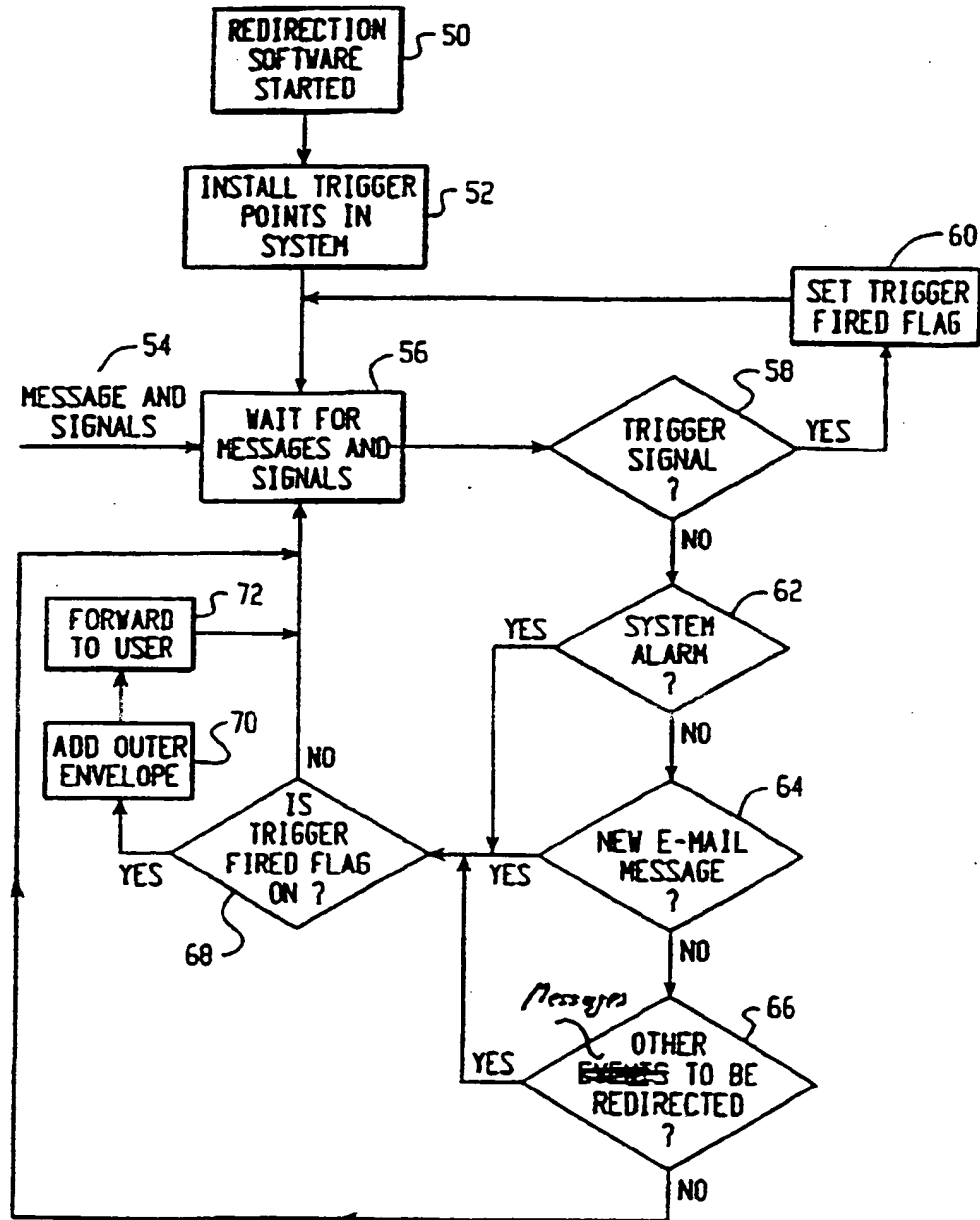 REDIRECTION
SOFTWARE
STARTED
50
INSTALL TRIGGER
POINTS IN
SYSTEM
52
60
SET TRIGGER
FIRED FLAG
54
MESSAGE AND
SIGNALS
56
WAIT FOR
MESSAGES AND
SIGNALS
58
TRIGGER
SIGNAL
?
YES
NO
62
SYSTEM
ALARM
?
YES
NO
72
FORWARD
TO USER
70
ADD OUTER
ENVELOPE
NO
IS
TRIGGER
FIRED FLAG
ON ?
YES
68
64
NEW E-MAIL
MESSAGE
?
YES
NO
Messages
66
OTHER
EVENTS TO BE
REDIRECTED
?
YES
NO